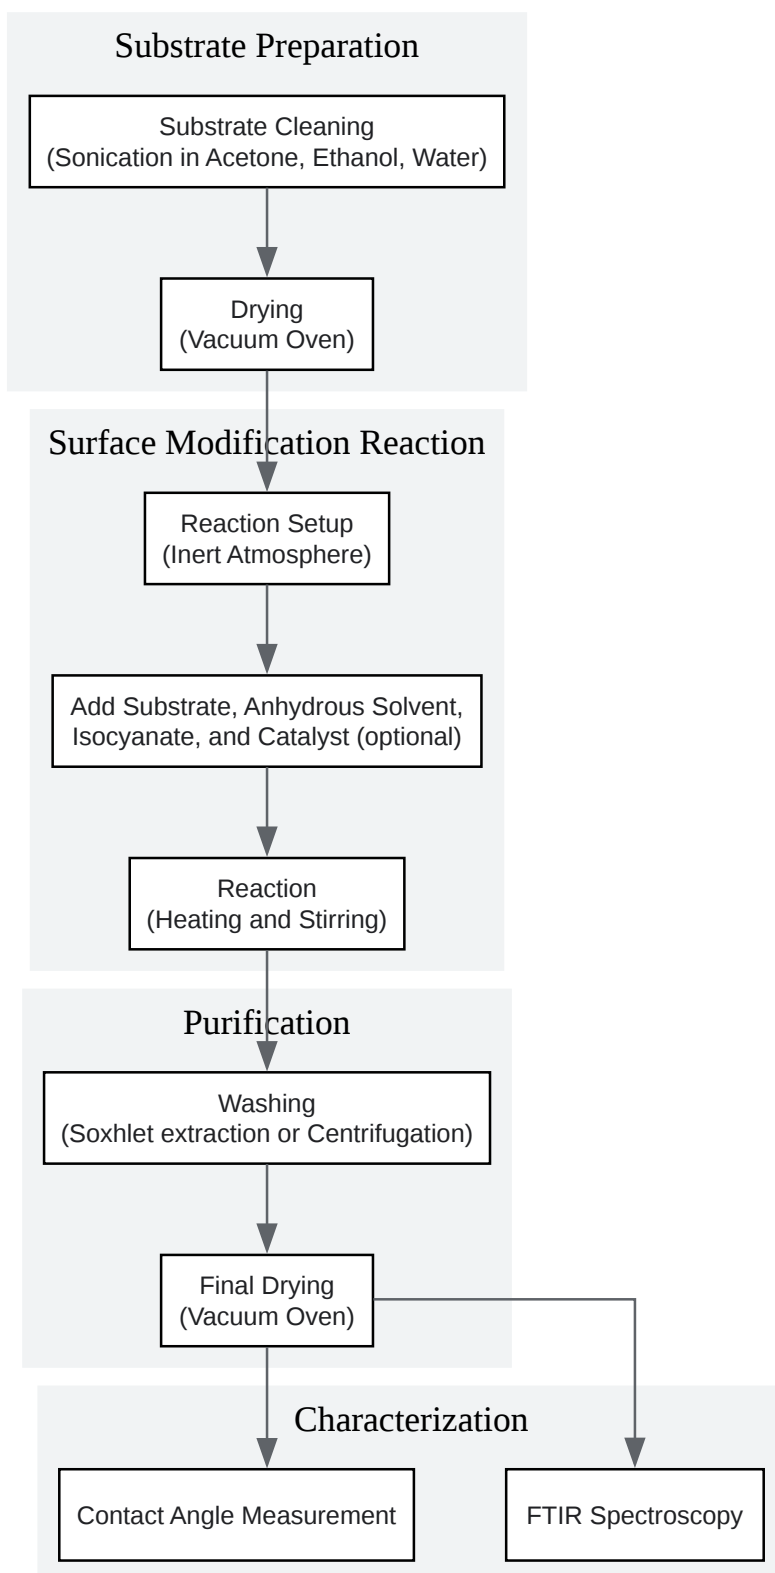 Substrate Preparation
Substrate Cleaning
(Sonication in Acetone, Ethanol, Water)
Drying
(Vacuum Oven)
Surface Modification Reaction
Reaction Setup
(Inert Atmosphere)
Add Substrate, Anhydrous Solvent,
Isocyanate, and Catalyst (optional)
Reaction
(Heating and Stirring)
Purification
Washing
(Soxhlet extraction or Centrifugation)
Final Drying
(Vacuum Oven)
Characterization
Contact Angle Measurement
FTIR Spectroscopy